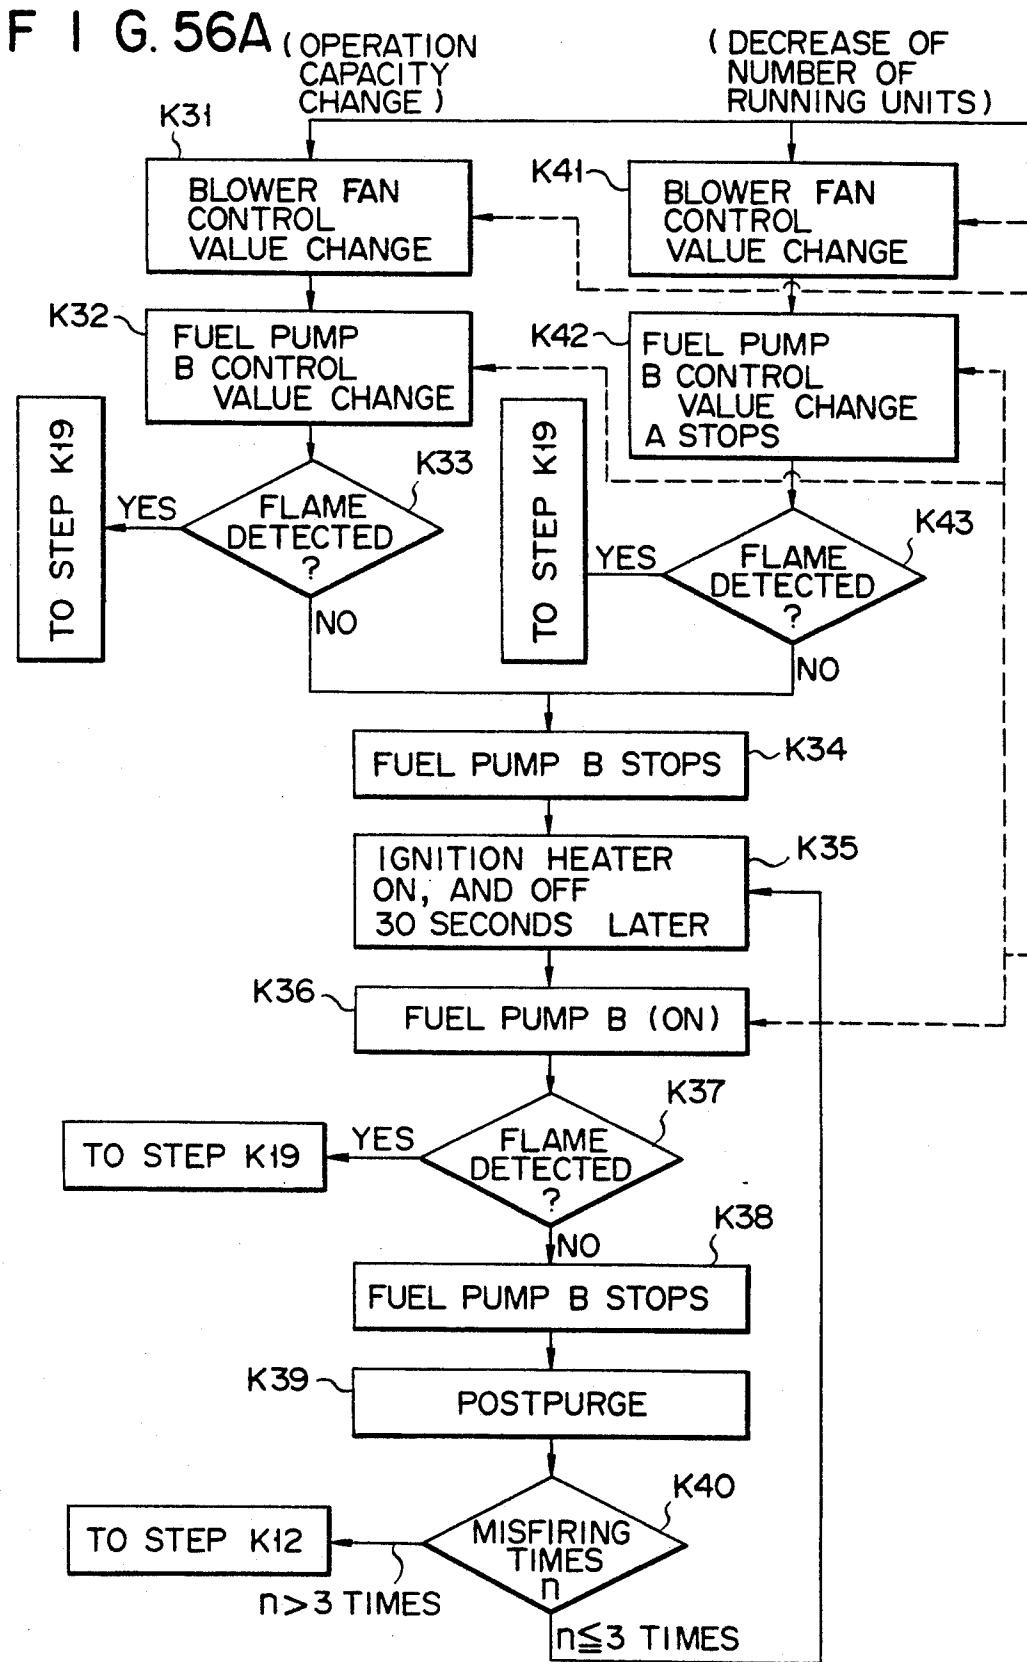 F I G. 56A
(OPERATION
CAPACITY
CHANGE)
(DECREASE OF
NUMBER OF
RUNNING UNITS)
K31
BLOWER FAN
CONTROL
VALUE CHANGE
K41
BLOWER FAN
CONTROL
VALUE CHANGE
K32
FUEL PUMP
B CONTROL
VALUE CHANGE
K42
FUEL PUMP
B CONTROL
VALUE CHANGE
A STOPS
TO STEP K19
YES
K33
FLAME
DETECTED
?
NO
TO STEP K19
YES
K43
FLAME
DETECTED
?
NO
FUEL PUMP B STOPS
K34
IGNITION HEATER
ON, AND OFF
30 SECONDS LATER
K35
K36
FUEL PUMP B (ON)
K37
TO STEP K19
YES
FLAME
DETECTED
?
NO
K38
FUEL PUMP B STOPS
K39
POSTPURGE
K40
TO STEP K12
MISFIRING
TIMES
n
n>3 TIMES
n≦3 TIMES